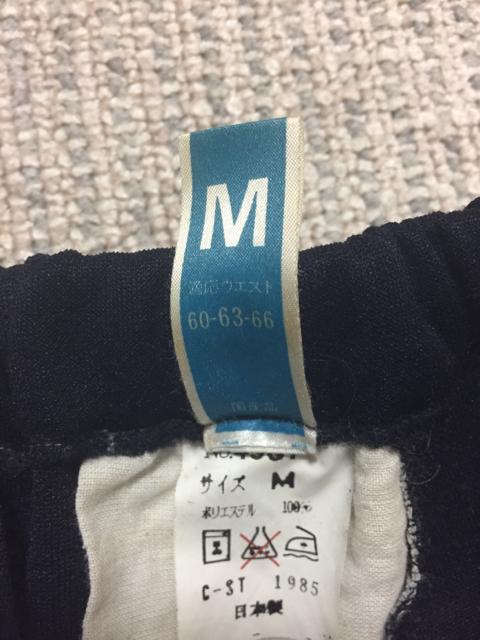 M
適応ウエスト
60-63-66
サイズ M
ポリエステル 100%
C-ST 1985
日本製